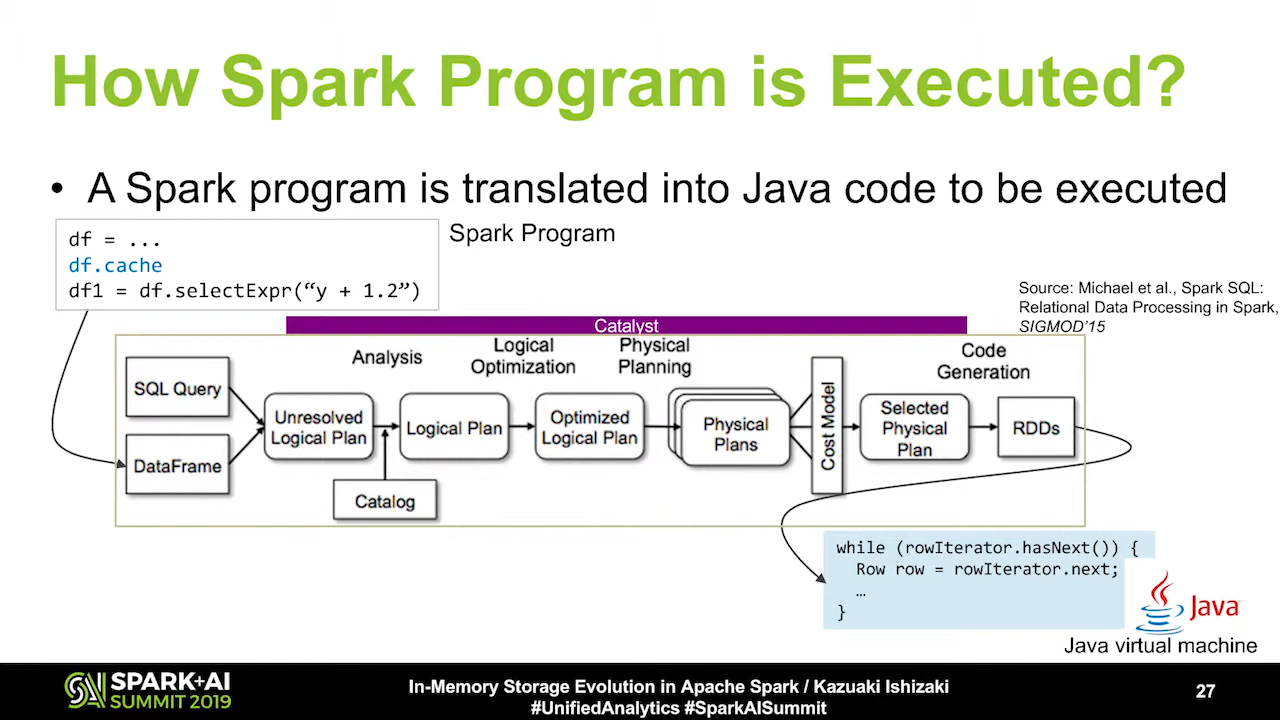 How Spark Program is Executed?
• A Spark program is translated into Java code to be executed
df = ...
df.cache
df1 = df.selectExpr(“y + 1.2”)
Spark Program
Source: Michael et al., Spark SQL:
Relational Data Processing in Spark,
SIGMOD’15
Catalyst
Analysis
Logical
Optimization
Physical
Planning
Code
Generation
SQL Query
DataFrame
Unresolved
Logical Plan
Logical Plan
Optimized
Logical Plan
Physical
Plans
Cost Model
Selected
Physical
Plan
RDDs
Catalog
while (rowIterator.hasNext()) {
Row row = rowIterator.next;
…
}
Java
Java virtual machine
SPARK+AI
SUMMIT 2019
In-Memory Storage Evolution in Apache Spark / Kazuaki Ishizaki
#UnifiedAnalytics #SparkAISummit
27